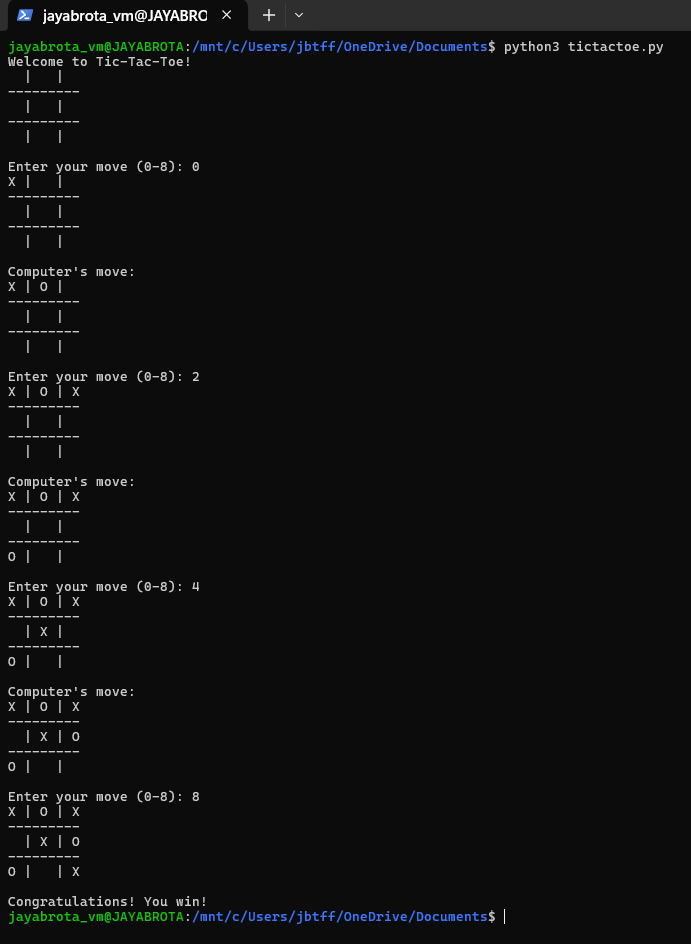 jayabrota_vm@JAYABRO
jayabrota_vm@JAYABROTA:/mnt/c/Users/jbtff/OneDrive/Documents$ python3 tictactoe.py
Welcome to Tic-Tac-Toe!
  |   |
---------
  |   |
---------
  |   |
Enter your move (0-8): 0
X |   |
---------
  |   |
---------
  |   |
Computer's move:
X | O |
---------
  |   |
---------
  |   |
Enter your move (0-8): 2
X | O | X
---------
  |   |
---------
  |   |
Computer's move:
X | O | X
---------
  |   |
---------
O |   |
Enter your move (0-8): 4
X | O | X
---------
  | X |
---------
O |   |
Computer's move:
X | O | X
---------
  | X | O
---------
O |   |
Enter your move (0-8): 8
X | O | X
---------
  | X | O
---------
O |   | X
Congratulations! You win!
jayabrota_vm@JAYABROTA:/mnt/c/Users/jbtff/OneDrive/Documents$